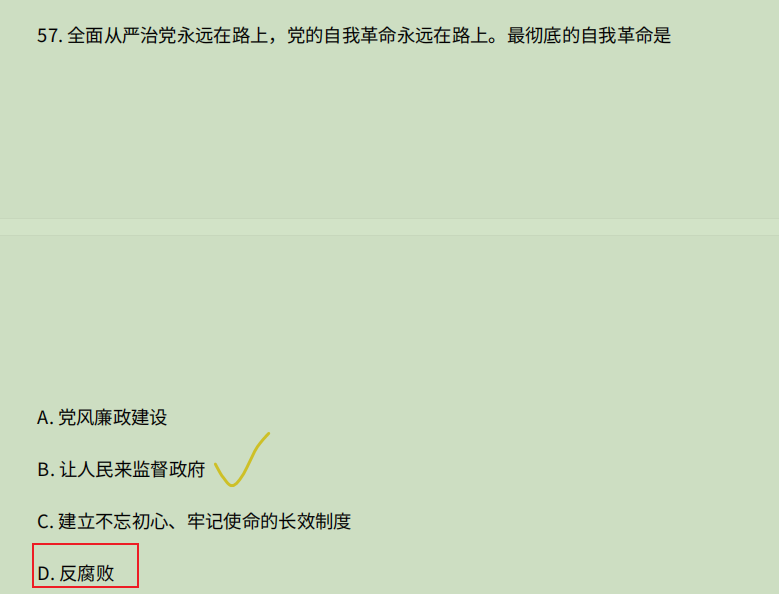 57. 全面从严治党永远在路上，党的自我革命永远在路上。最彻底的自我革命是
A. 党风廉政建设
B. 让人民来监督政府
C. 建立不忘初心、牢记使命的长效制度
D. 反腐败